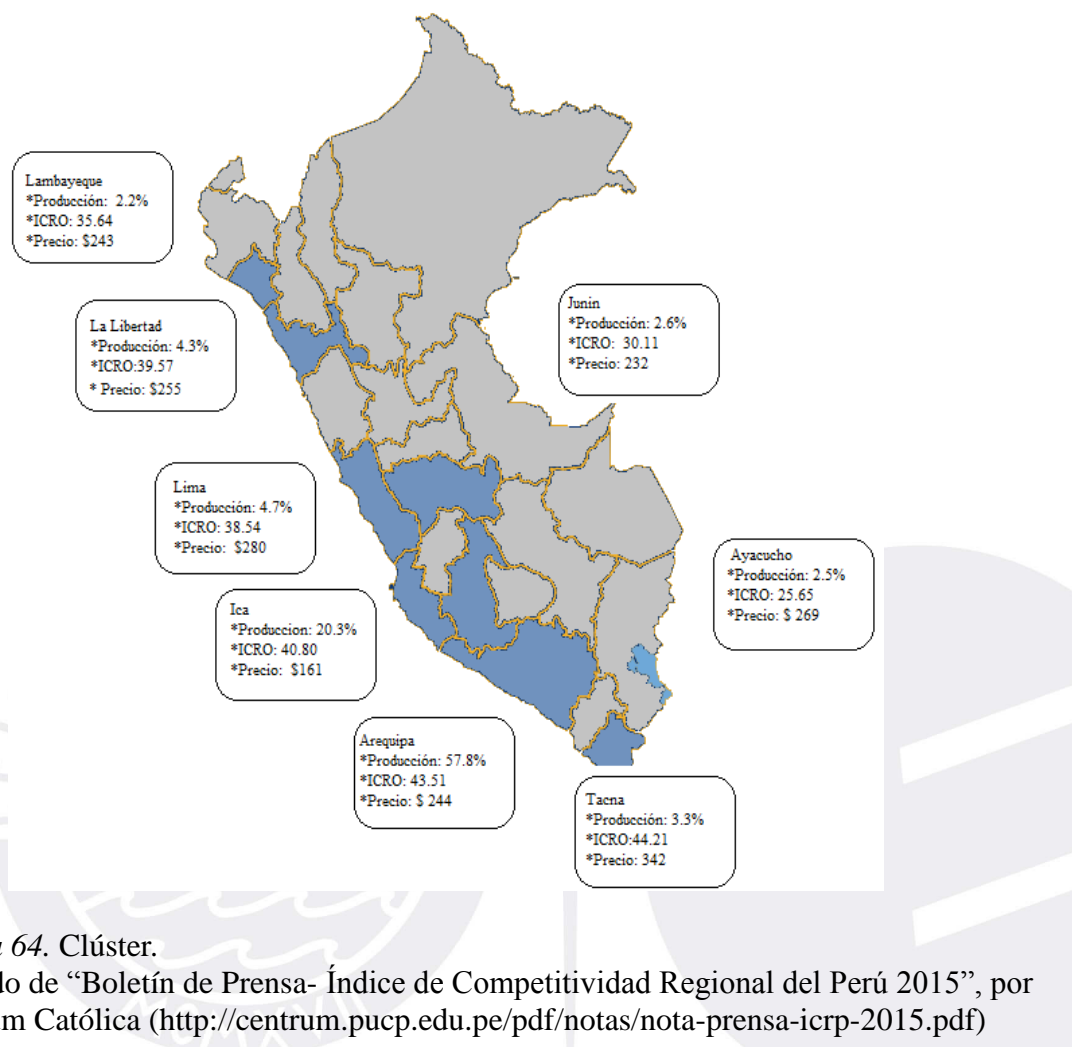 Lambayeque
*Producción: 2.2%
*ICRO: 35.64
*Precio: $243
La Libertad
*Producción: 4.3%
*ICRO:39.57
* Precio: $255
Junin
*Producción: 2.6%
*ICRO: 30.11
*Precio: 232
Lima
*Producción: 4.7%
*ICRO: 38.54
*Precio: $280
Ayacucho
*Producción: 2.5%
*ICRO: 25.65
*Precio: $ 269
Ica
*Produccion: 20.3%
*ICRO: 40.80
*Precio: $161
Arequipa
*Producción: 57.8%
*ICRO: 43.51
*Precio: $ 244
Tacna
*Producción: 3.3%
*ICRO:44.21
*Precio: 342
64. Clúster.
do de “Boletín de Prensa- Índice de Competitividad Regional del Perú 2015”, por
um Católica (http://centrum.pucp.edu.pe/pdf/notas/nota-prensa-icrp-2015.pdf)